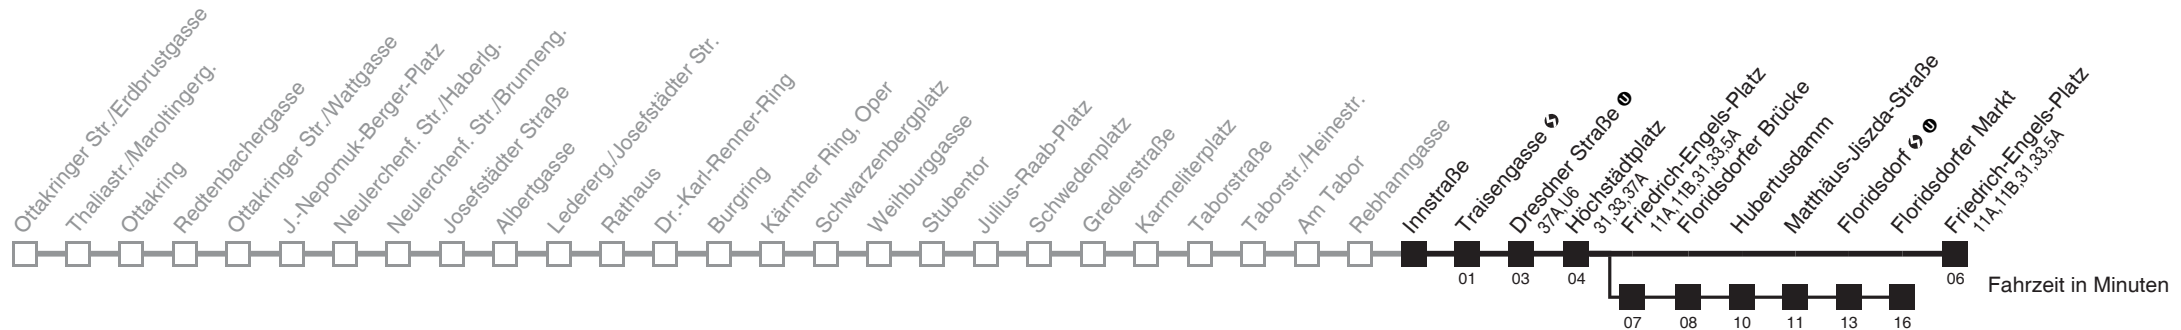 Ottakringer Str./Erdbrustgasse
Thaliastr./Maroltingerg.
Ottakring
Redtenbachergasse
Ottakringer Str./Wattgasse
J.-Nepomuk-Berger-Platz
Neulerchenf. Str./Haberlg.
Neulerchenf. Str./Brunneng.
Josefstädter Straße
Albertgasse
Ledererg./Josefstädter Str.
Rathaus
Dr.-Karl-Renner-Ring
Burgring
Kärntner Ring, Oper
Schwarzenbergplatz
Weihburggasse
Stubentor
Julius-Raab-Platz
Schwedenplatz
Gredlerstraße
Karmeliterplatz
Taborstraße
Taborstr./Heinestr.
Am Tabor
Rebhanngasse
Innstraße
Traisengasse S
Dresdner Straße U
37A,U6
Höchstädtplatz
31,33,37A
Friedrich-Engels-Platz
11A,11B,31,33,5A
Floridsdorfer Brücke
Hubertusdamm
Matthäus-Jiszda-Straße
Floridsdorf S U
Floridsdorfer Markt
Friedrich-Engels-Platz
11A,11B,31,33,5A
01 03 04 06
Fahrzeit in Minuten
07 08 10 11 13 16